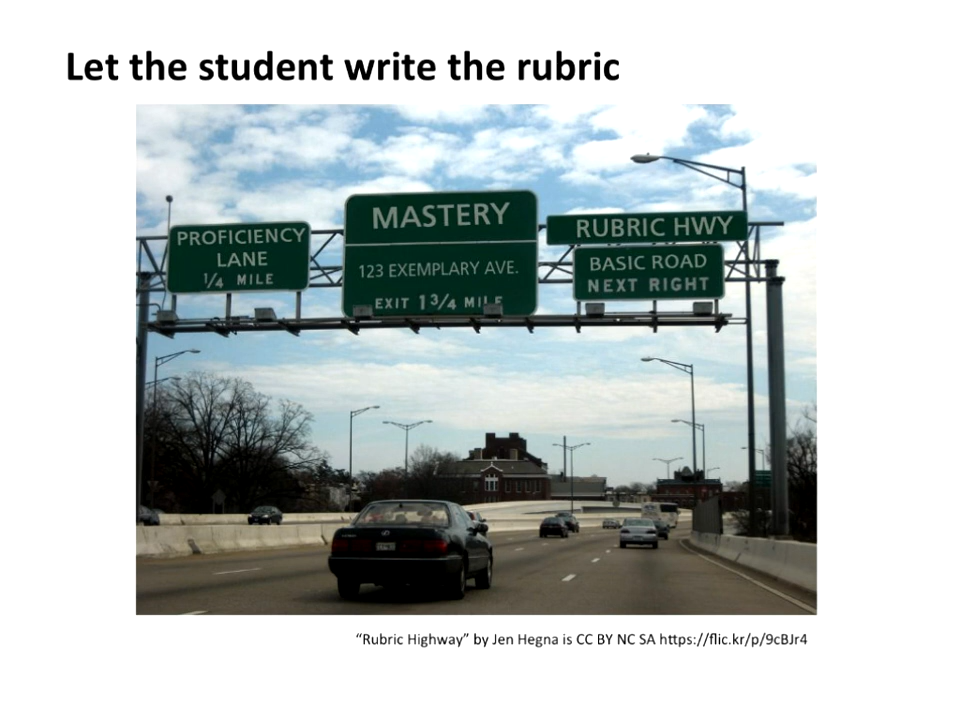 Let the student write the rubric
PROFICIENCY
LANE
1/4 MILE
MASTERY
123 EXEMPLARY AVE.
EXIT 1 3/4 MILE
RUBRIC HWY
BASIC ROAD
NEXT RIGHT
“Rubric Highway” by Jen Hegna is CC BY NC SA https://flic.kr/p/9cBJr4